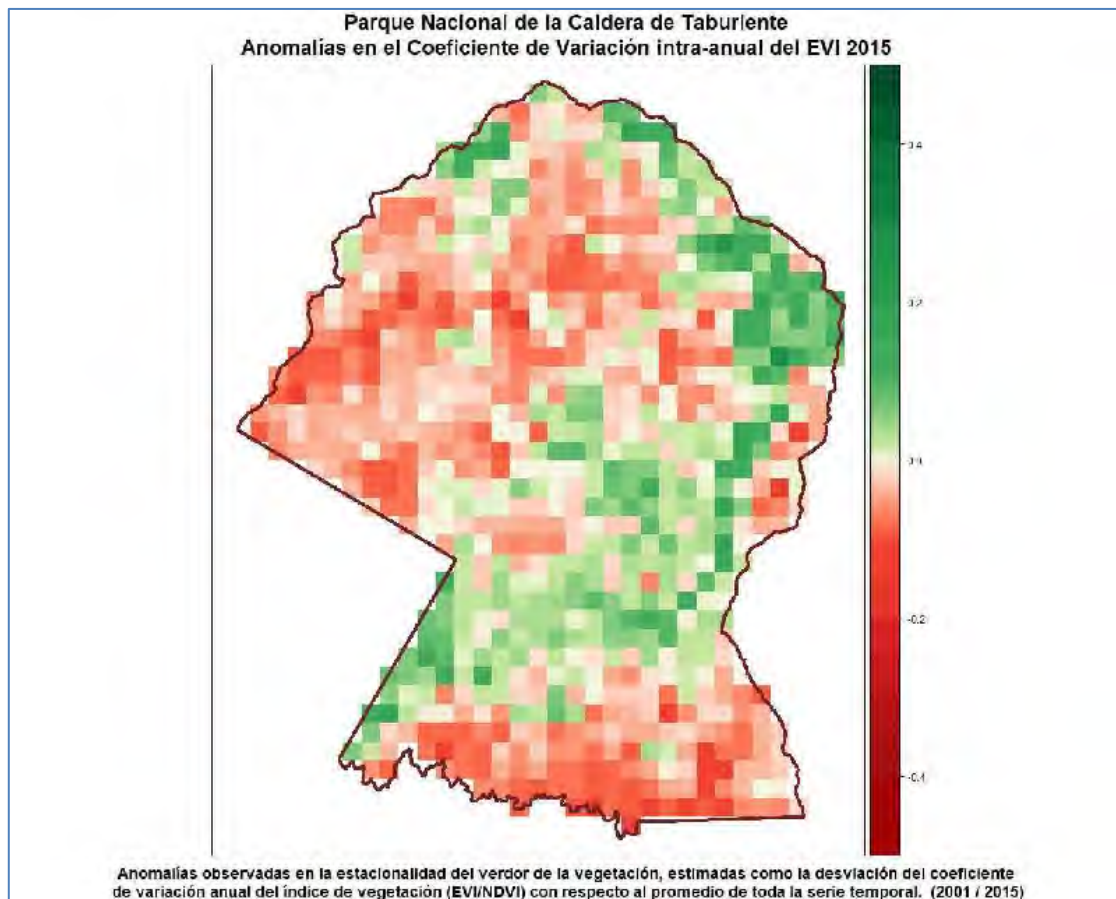 Parque Nacional de la Caldera de Taburiente
Anomalías en el Coeficiente de Variación intra-anual del EVI 2015
0.4
0.2
0.0
-0.2
-0.4
Anomalías observadas en la estacionalidad del verdor de la vegetación, estimadas como la desviación del coeficiente
de variación anual del índice de vegetación (EVI/NDVI) con respecto al promedio de toda la serie temporal. (2001 / 2015)